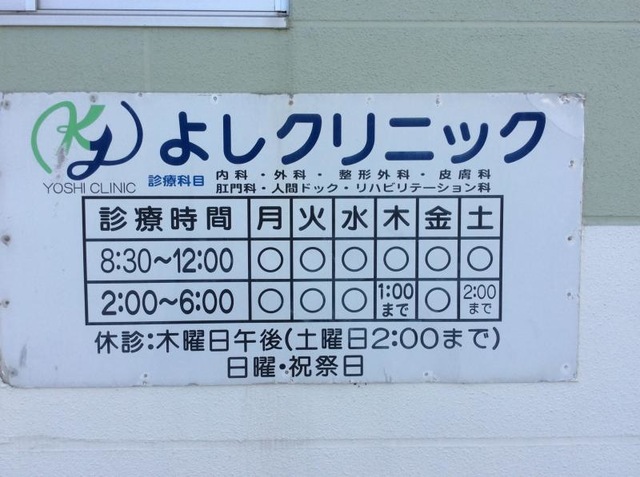 よしクリニック
YOSHI CLINIC
診療科目 内科・外科・整形外科・皮膚科
肛門科・人間ドック・リハビリテーション科
診療時間 月 火 水 木 金 土
8:30〜12:00 ○ ○ ○ ○ ○ ○
2:00〜6:00 ○ ○ ○ 1:00まで ○ 2:00まで
休診:木曜日午後(土曜日2:00まで)
日曜・祝祭日